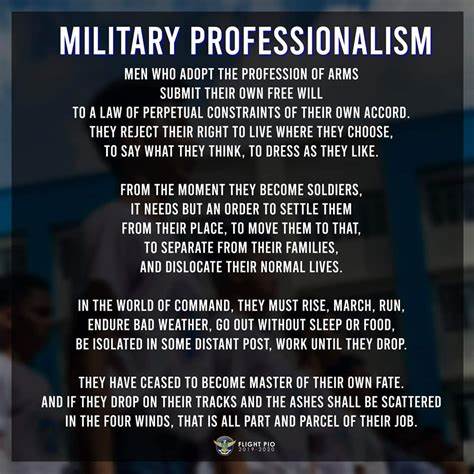 MILITARY PROFESSIONALISM
MEN WHO ADOPT THE PROFESSION OF ARMS
SUBMIT THEIR OWN FREE WILL
TO A LAW OF PERPETUAL CONSTRAINTS OF THEIR OWN ACCORD.
THEY REJECT THEIR RIGHT TO LIVE WHERE THEY CHOOSE,
TO SAY WHAT THEY THINK, TO DRESS AS THEY LIKE.
FROM THE MOMENT THEY BECOME SOLDIERS,
IT NEEDS BUT AN ORDER TO SETTLE THEM
FROM THEIR PLACE, TO MOVE THEM TO THAT,
TO SEPARATE FROM THEIR FAMILIES,
AND DISLOCATE THEIR NORMAL LIVES.
IN THE WORLD OF COMMAND, THEY MUST RISE, MARCH, RUN,
ENDURE BAD WEATHER, GO OUT WITHOUT SLEEP OR FOOD,
BE ISOLATED IN SOME DISTANT POST, WORK UNTIL THEY DROP.
THEY HAVE CEASED TO BECOME MASTER OF THEIR OWN FATE.
AND IF THEY DROP ON THEIR TRACKS AND THE ASHES SHALL BE SCATTERED
IN THE FOUR WINDS, THAT IS ALL PART AND PARCEL OF THEIR JOB.
FLIGHT PIO
2019-2020